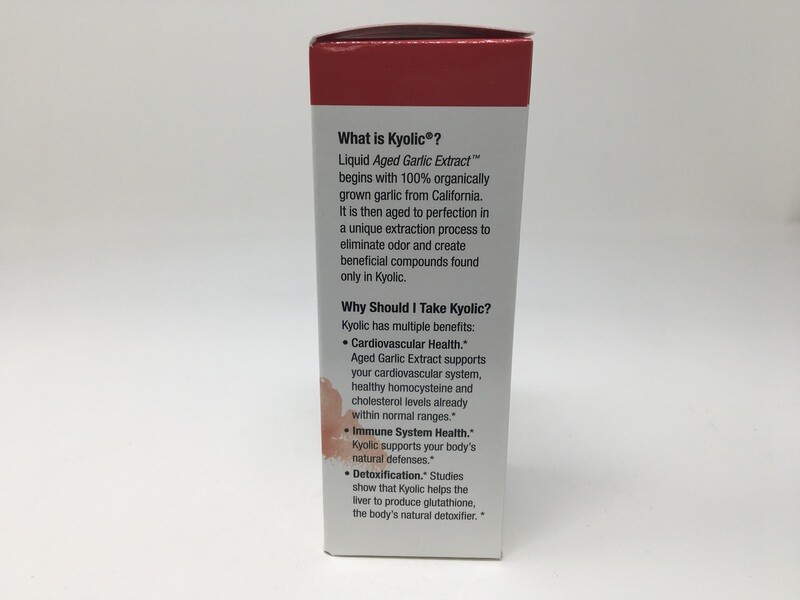 What is Kyolic®?
Liquid Aged Garlic Extract™
begins with 100% organically
grown garlic from California.
It is then aged to perfection in
a unique extraction process to
eliminate odor and create
beneficial compounds found
only in Kyolic.
Why Should I Take Kyolic?
Kyolic has multiple benefits:
• Cardiovascular Health.*
Aged Garlic Extract supports
your cardiovascular system,
healthy homocysteine and
cholesterol levels already
within normal ranges.*
• Immune System Health.*
Kyolic supports your body's
natural defenses.*
• Detoxification.* Studies
show that Kyolic helps the
liver to produce glutathione,
the body's natural detoxifier. *